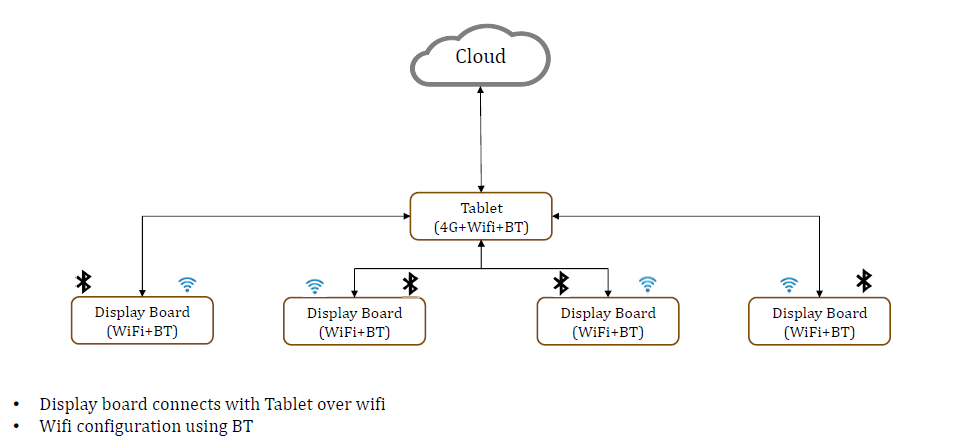 Cloud
Tablet
(4G+Wifi+BT)
Display Board
(WiFi+BT)
Display Board
(WiFi+BT)
Display Board
(WiFi+BT)
Display Board
(WiFi+BT)
• Display board connects with Tablet over wifi
• Wifi configuration using BT